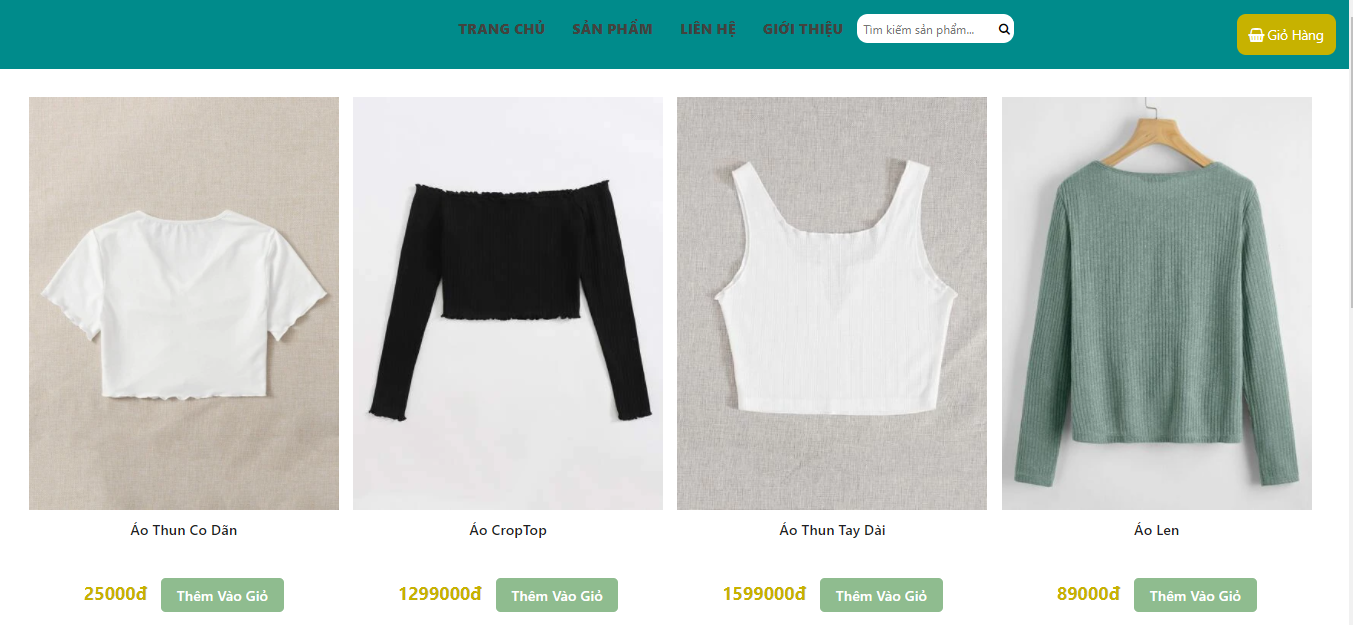 TRANG CHỦ SẢN PHẨM LIÊN HỆ GIỚI THIỆU Tìm kiếm sản phẩm... Giỏ Hàng
Áo Thun Co Dãn Áo CropTop Áo Thun Tay Dài Áo Len
25000đ Thêm Vào Giỏ 1299000đ Thêm Vào Giỏ 1599000đ Thêm Vào Giỏ 89000đ Thêm Vào Giỏ